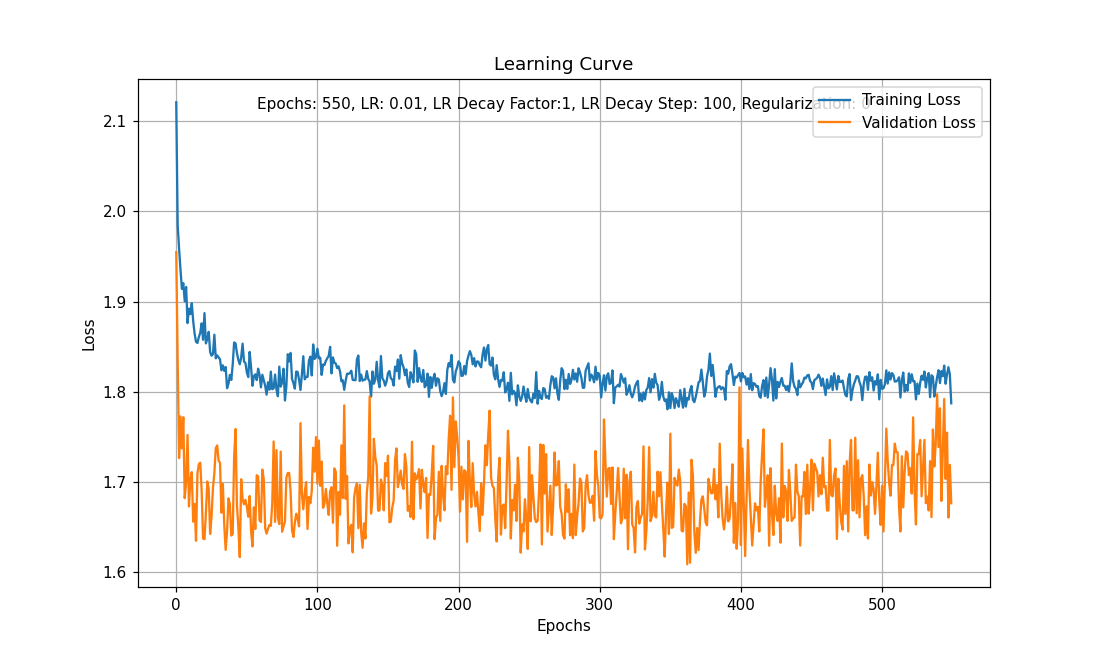 Learning Curve
Epochs: 550, LR: 0.01, LR Decay Factor:1, LR Decay Step: 100, Regularization: 0
Training Loss
Validation Loss
2.1
2.0
1.9
1.8
1.7
1.6
Loss
0 100 200 300 400 500
Epochs